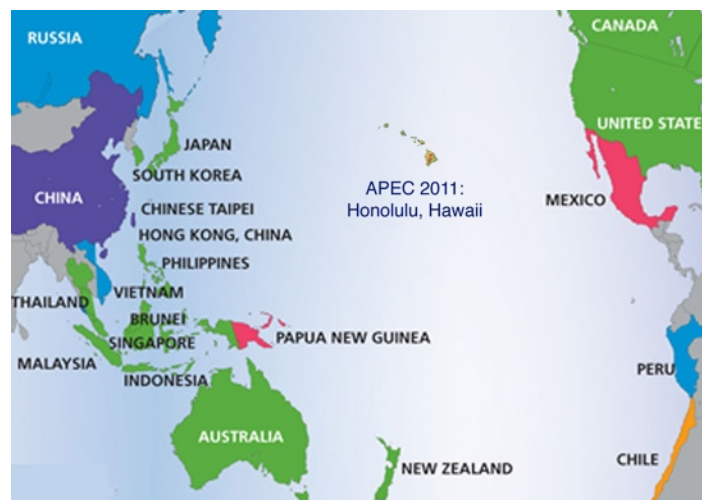 RUSSIA
CANADA
UNITED STATE
JAPAN
SOUTH KOREA
APEC 2011:
Honolulu, Hawaii
CHINA
MEXICO
CHINESE TAIPEI
HONG KONG, CHINA
PHILIPPINES
THAILAND
VIETNAM
BRUNEI
SINGAPORE
PAPUA NEW GUINEA
MALAYSIA
INDONESIA
PERU
AUSTRALIA
CHILE
NEW ZEALAND